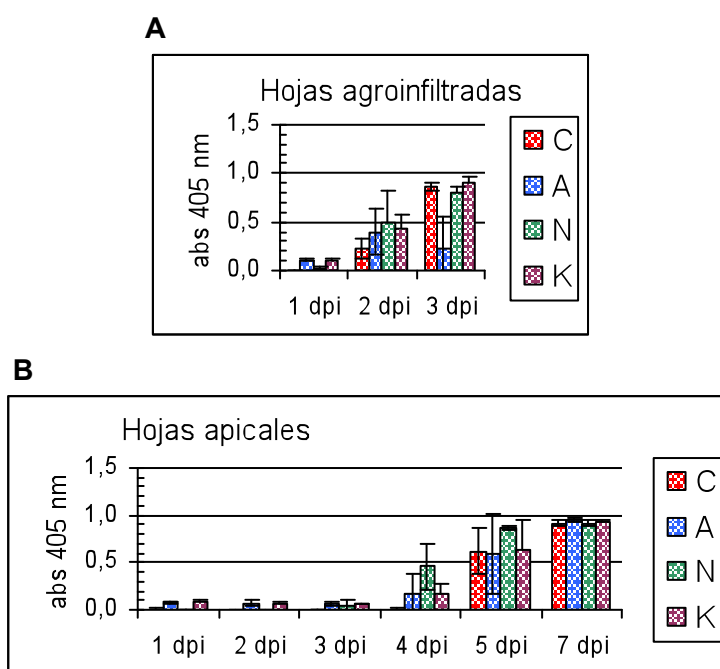 A
Hojas agroinfiltradas
abs 405 nm
1,5
1,0
0,5
0,0
1 dpi 2 dpi 3 dpi
C
A
N
K
B
Hojas apicales
abs 405 nm
1,5
1,0
0,5
0,0
1 dpi 2 dpi 3 dpi 4 dpi 5 dpi 7 dpi
C
A
N
K